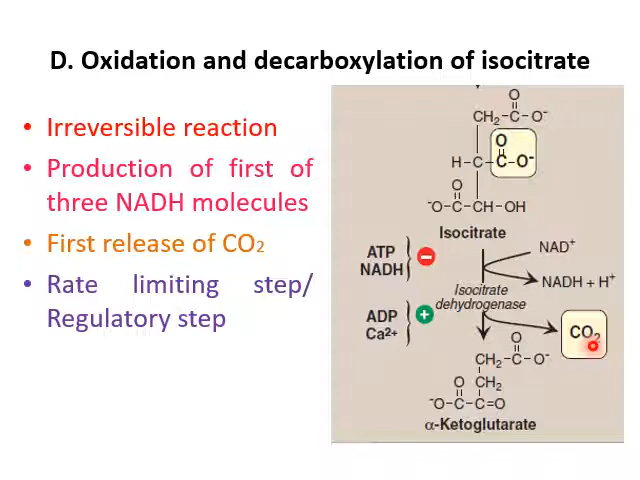 D. Oxidation and decarboxylation of isocitrate
• Irreversible reaction
• Production of first of
three NADH molecules
• First release of CO2
• Rate limiting step/
Regulatory step
O
CH2-C-O-
O
H-C-C-O-
O
-O-C-CH-OH
Isocitrate
ATP
NADH
NAD+
NADH + H+
Isocitrate
dehydrogenase
ADP
Ca2+
CO2
O
CH2-C-O-
O CH2
-O-C-C=O
α-Ketoglutarate